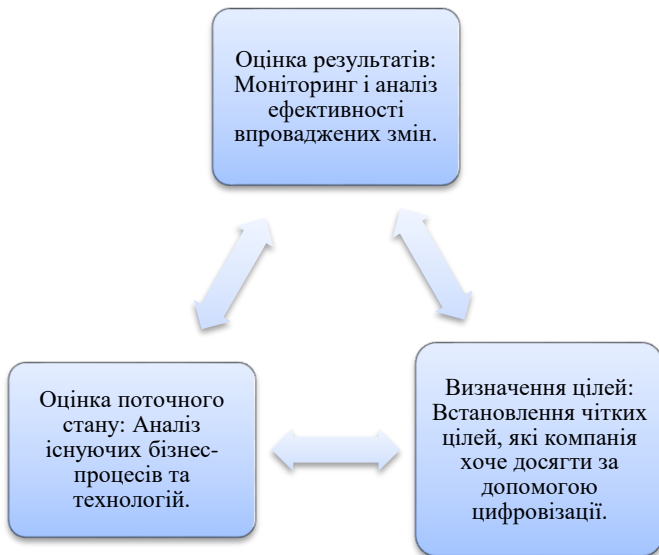 Оцінка результатів:
Моніторинг і аналіз
ефективності
впроваджених змін.
Оцінка поточного
стану: Аналіз
існуючих бізнес-
процесів та
технологій.
Визначення цілей:
Встановлення чітких
цілей, які компанія
хоче досягти за
допомогою
цифровізації.